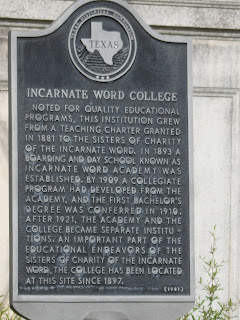 TEXAS HISTORICAL COMMISSION
TEXAS
INCARNATE WORD COLLEGE
NOTED FOR QUALITY EDUCATIONAL
PROGRAMS, THIS INSTITUTION GREW
FROM A TEACHING CHARTER GRANTED
IN 1881 TO THE SISTERS OF CHARITY
OF THE INCARNATE WORD. IN 1893 A
BOARDING AND DAY SCHOOL KNOWN AS
INCARNATE WORD ACADEMY WAS
ESTABLISHED. BY 1909 A COLLEGIATE
PROGRAM HAD DEVELOPED FROM THE
ACADEMY, AND THE FIRST BACHELOR'S
DEGREE WAS CONFERRED IN 1910.
AFTER 1921, THE ACADEMY AND THE
COLLEGE BECAME SEPARATE INSTITU-
TIONS. AN IMPORTANT PART OF THE
EDUCATIONAL ENDEAVORS OF THE
SISTERS OF CHARITY OF THE INCARNATE
WORD, THE COLLEGE HAS BEEN LOCATED
AT THIS SITE SINCE 1897.
(1981)